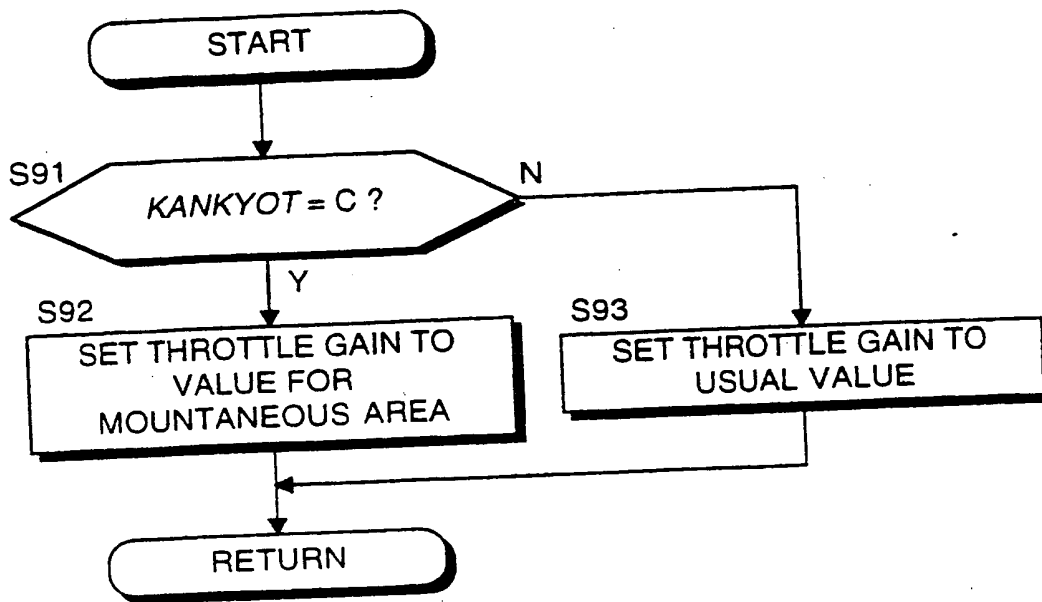 START
S91
KANKYOT = C ?
N
Y
S92
SET THROTTLE GAIN TO
VALUE FOR
MOUNTANEOUS AREA
S93
SET THROTTLE GAIN TO
USUAL VALUE
RETURN